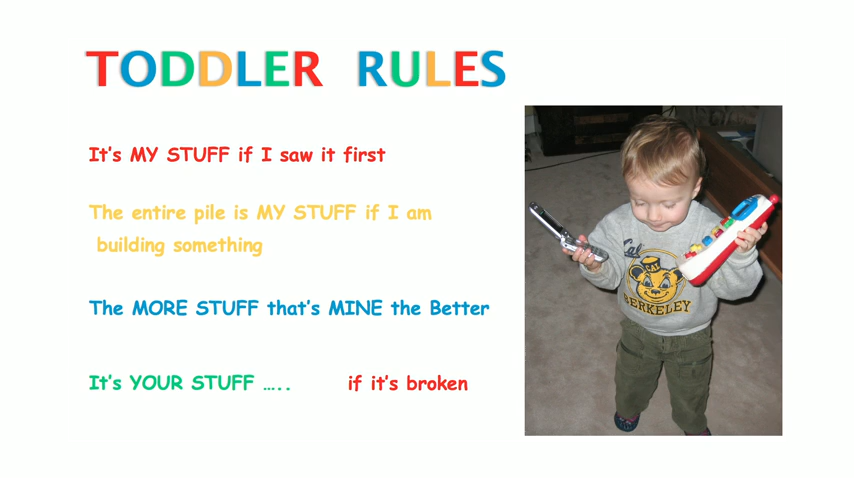 TODDLER RULES
It's MY STUFF if I saw it first
The entire pile is MY STUFF if I am
building something
The MORE STUFF that's MINE the Better
It's YOUR STUFF ….. if it's broken
Cal
CAL
BERKELEY